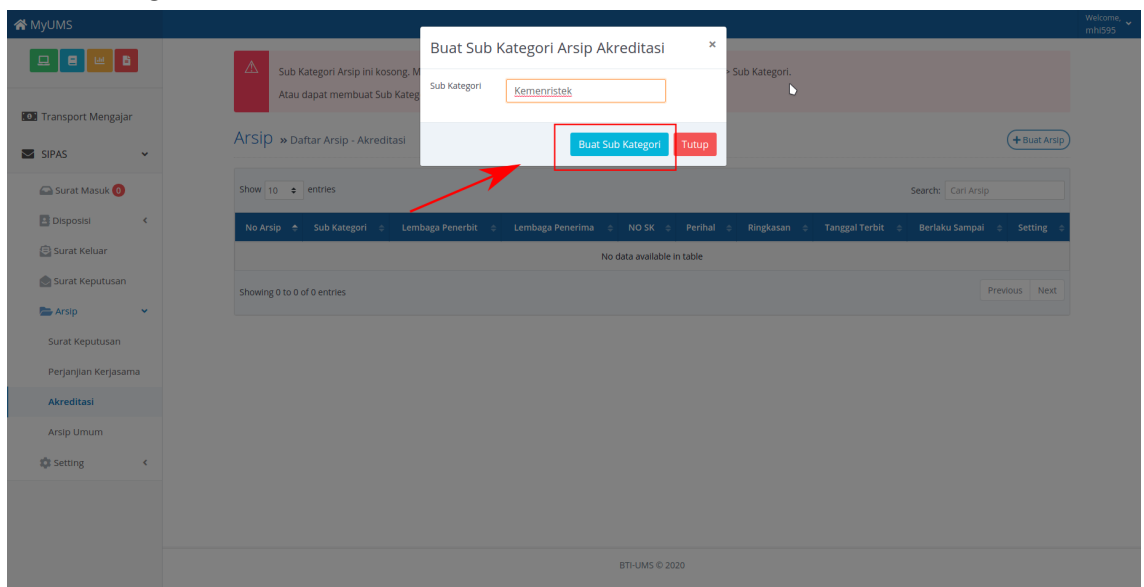 MyUMS
Welcome,
mhi595
Buat Sub Kategori Arsip Akreditasi
×
Sub Kategori Arsip ini kosong. M
Sub Kategori.
Atau dapat membuat Sub Kateg
Sub Kategori
Kemenristek
Buat Sub Kategori
Tutup
Transport Mengajar
SIPAS
Surat Masuk 0
Disposisi
Surat Keluar
Surat Keputusan
Arsip
Surat Keputusan
Perjanjian Kerjasama
Akreditasi
Arsip Umum
Setting
Arsip » Daftar Arsip - Akreditasi
+ Buat Arsip
Show 10 entries
Search: Cari Arsip
No Arsip Sub Kategori Lembaga Penerbit Lembaga Penerima NO SK Perihal Ringkasan Tanggal Terbit Berlaku Sampai Setting
No data available in table
Showing 0 to 0 of 0 entries
Previous Next
BTI-UMS © 2020